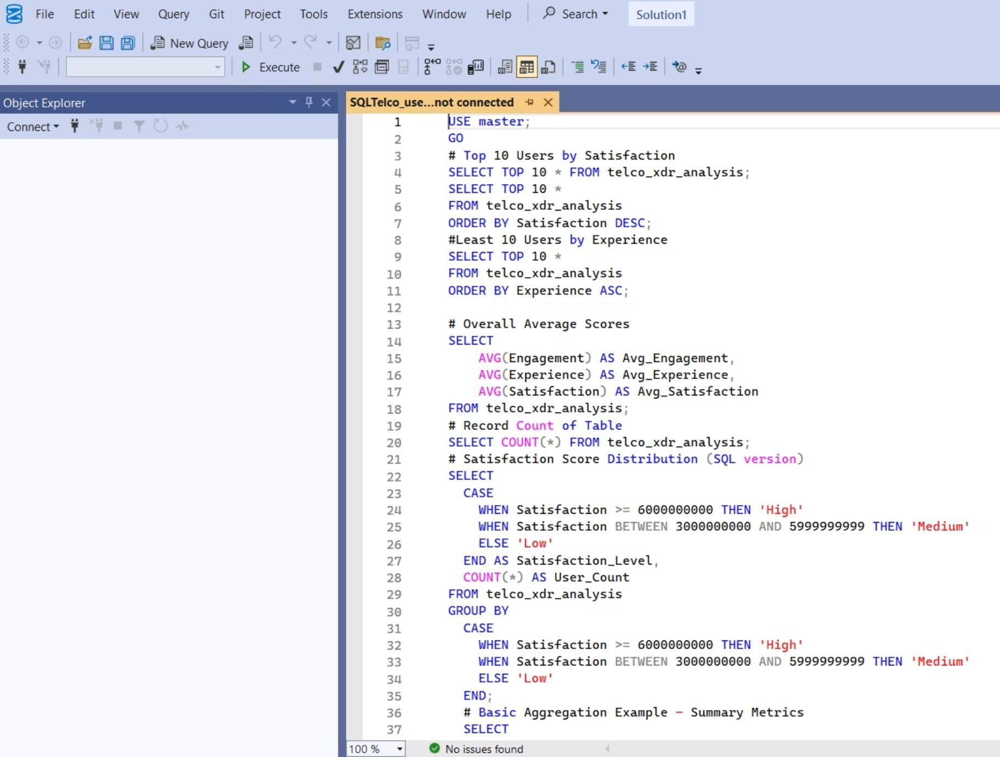 File Edit View Query Git Project Tools Extensions Window Help Search Solution1
New Query
Execute
Object Explorer
Connect
SQLTelco_use...not connected
1 USE master;
2 GO
3 # Top 10 Users by Satisfaction
4 SELECT TOP 10 * FROM telco_xdr_analysis;
5 SELECT TOP 10 *
6 FROM telco_xdr_analysis
7 ORDER BY Satisfaction DESC;
8 #Least 10 Users by Experience
9 SELECT TOP 10 *
10 FROM telco_xdr_analysis
11 ORDER BY Experience ASC;
12
13 # Overall Average Scores
14 SELECT
15 AVG(Engagement) AS Avg_Engagement,
16 AVG(Experience) AS Avg_Experience,
17 AVG(Satisfaction) AS Avg_Satisfaction
18 FROM telco_xdr_analysis;
19 # Record Count of Table
20 SELECT COUNT(*) FROM telco_xdr_analysis;
21 # Satisfaction Score Distribution (SQL version)
22 SELECT
23 CASE
24 WHEN Satisfaction >= 6000000000 THEN 'High'
25 WHEN Satisfaction BETWEEN 3000000000 AND 5999999999 THEN 'Medium'
26 ELSE 'Low'
27 END AS Satisfaction_Level,
28 COUNT(*) AS User_Count
29 FROM telco_xdr_analysis
30 GROUP BY
31 CASE
32 WHEN Satisfaction >= 6000000000 THEN 'High'
33 WHEN Satisfaction BETWEEN 3000000000 AND 5999999999 THEN 'Medium'
34 ELSE 'Low'
35 END;
36 # Basic Aggregation Example – Summary Metrics
37 SELECT
100 % No issues found